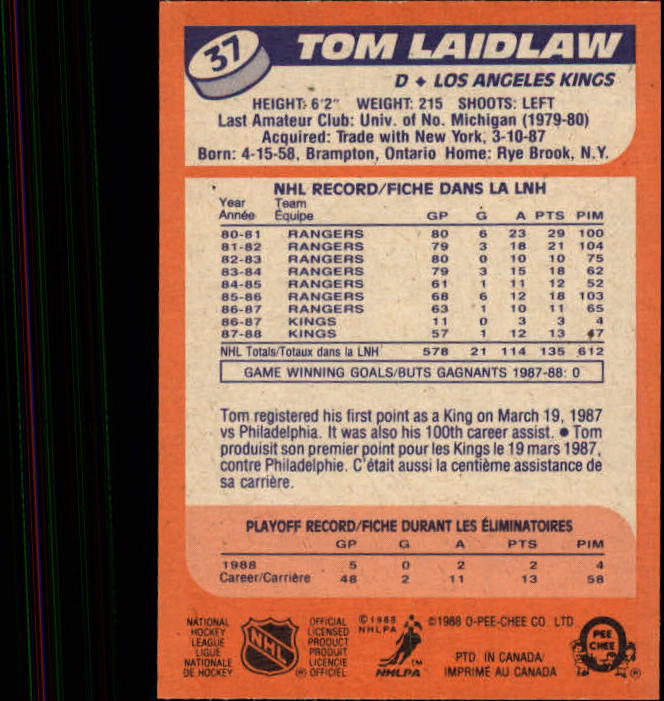 37 TOM LAIDLAW
D ✦ LOS ANGELES KINGS
HEIGHT: 6'2" WEIGHT: 215 SHOOTS: LEFT
Last Amateur Club: Univ. of No. Michigan (1979-80)
Acquired: Trade with New York, 3-10-87
Born: 4-15-58, Brampton, Ontario Home: Rye Brook, N.Y.
NHL RECORD/FICHE DANS LA LNH
Year Team
Année Équipe GP G A PTS PIM
80-81 RANGERS 80 6 23 29 100
81-82 RANGERS 79 3 18 21 104
82-83 RANGERS 80 0 10 10 75
83-84 RANGERS 79 3 15 18 62
84-85 RANGERS 61 1 11 12 52
85-86 RANGERS 68 6 12 18 103
86-87 RANGERS 63 1 10 11 65
86-87 KINGS 11 0 3 3 4
87-88 KINGS 57 1 12 13 47
NHL Totals/Totaux dans la LNH 578 21 114 135 612
GAME WINNING GOALS/BUTS GAGNANTS 1987-88: 0
Tom registered his first point as a King on March 19, 1987
vs Philadelphia. It was also his 100th career assist. ● Tom
produisit son premier point pour les Kings le 19 mars 1987,
contre Philadelphie. C'était aussi la centième assistance de
sa carrière.
PLAYOFF RECORD/FICHE DURANT LES ÉLIMINATOIRES
GP G A PTS PIM
1988 5 0 2 2 4
Career/Carrière 48 2 11 13 58
NATIONAL
HOCKEY
LEAGUE
LIGUE
NATIONALE
DE HOCKEY
NHL
OFFICIAL
LICENSED
PRODUCT
PRODUIT
LICENCIE
® OFFICIEL
©1988
NHLPA
NHLPA
TM
©1988 O-PEE-CHEE CO. LTD.
PTD. IN CANADA/
IMPRIMÉ AU CANADA
O
PEE
CHEE
®